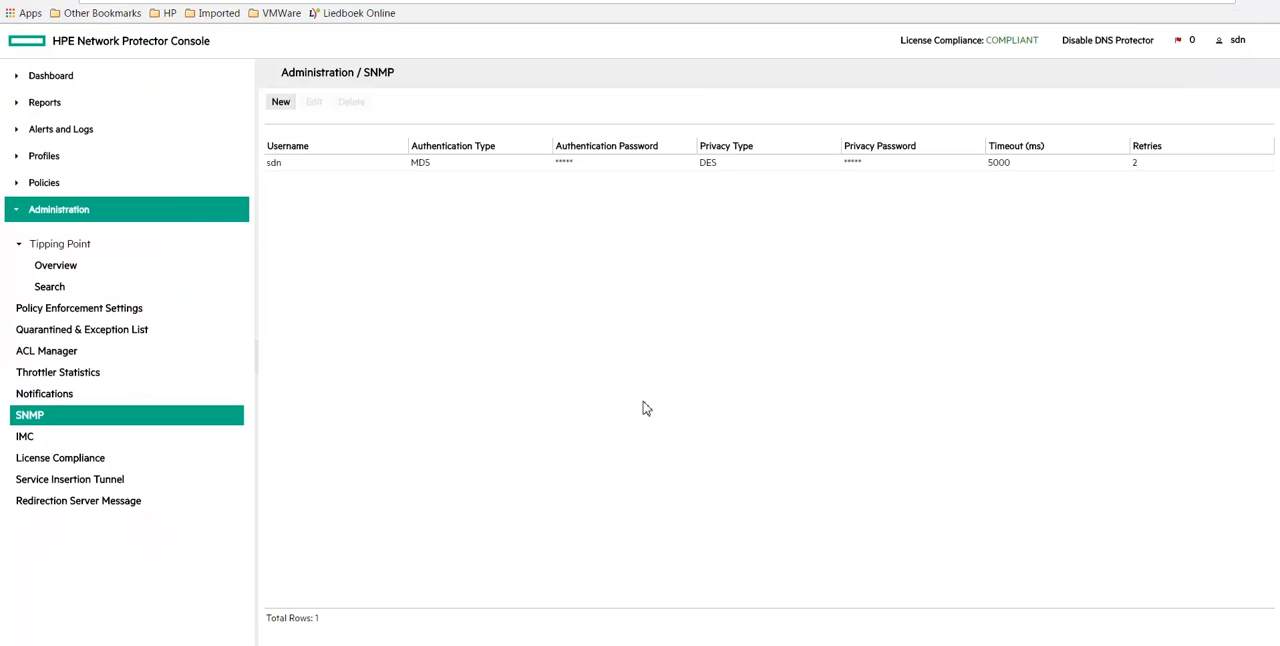 Apps Other Bookmarks HP Imported VMWare Liedboek Online
HPE Network Protector Console
License Compliance: COMPLIANT Disable DNS Protector 0 sdn
Dashboard
Reports
Alerts and Logs
Profiles
Policies
Administration
Tipping Point
Overview
Search
Policy Enforcement Settings
Quarantined & Exception List
ACL Manager
Throttler Statistics
Notifications
SNMP
IMC
License Compliance
Service Insertion Tunnel
Redirection Server Message
Administration / SNMP
New Edit Delete
Username Authentication Type Authentication Password Privacy Type Privacy Password Timeout (ms) Retries
sdn MD5 ***** DES ***** 5000 2
Total Rows: 1